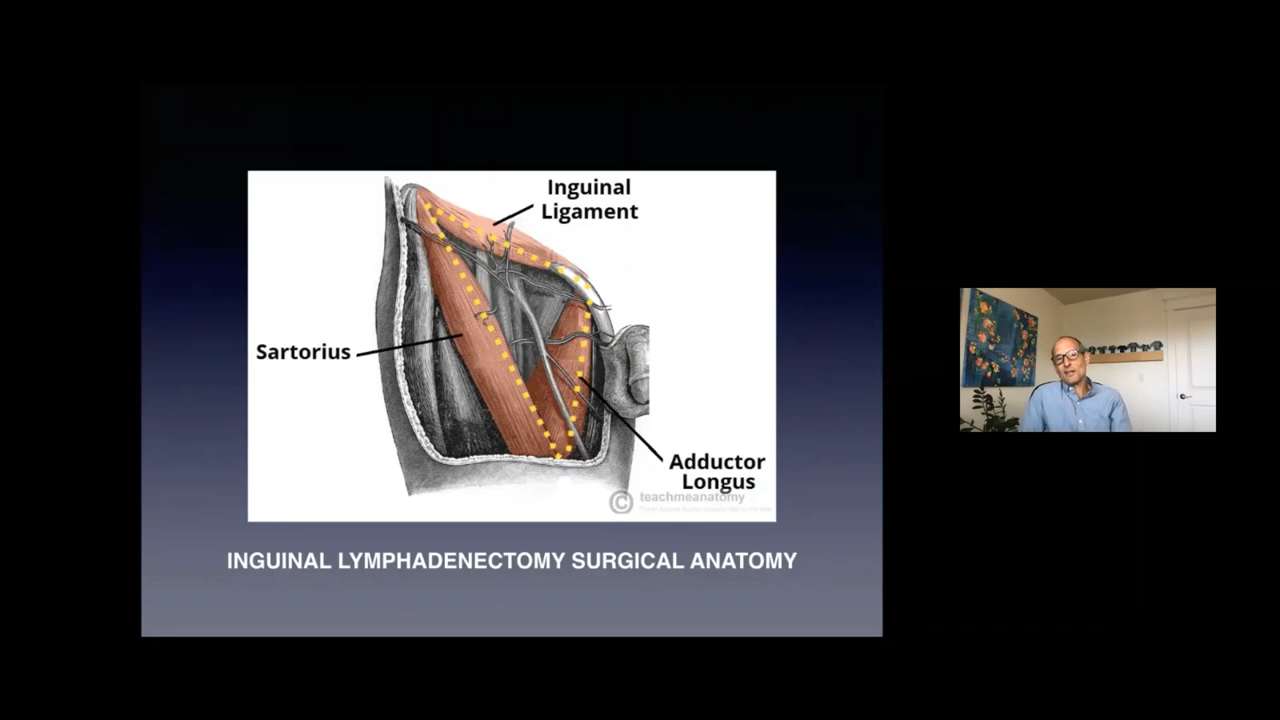 Inguinal
Ligament
Sartorius
Adductor
Longus
© teachmeanatomy
INGUINAL LYMPHADENECTOMY SURGICAL ANATOMY